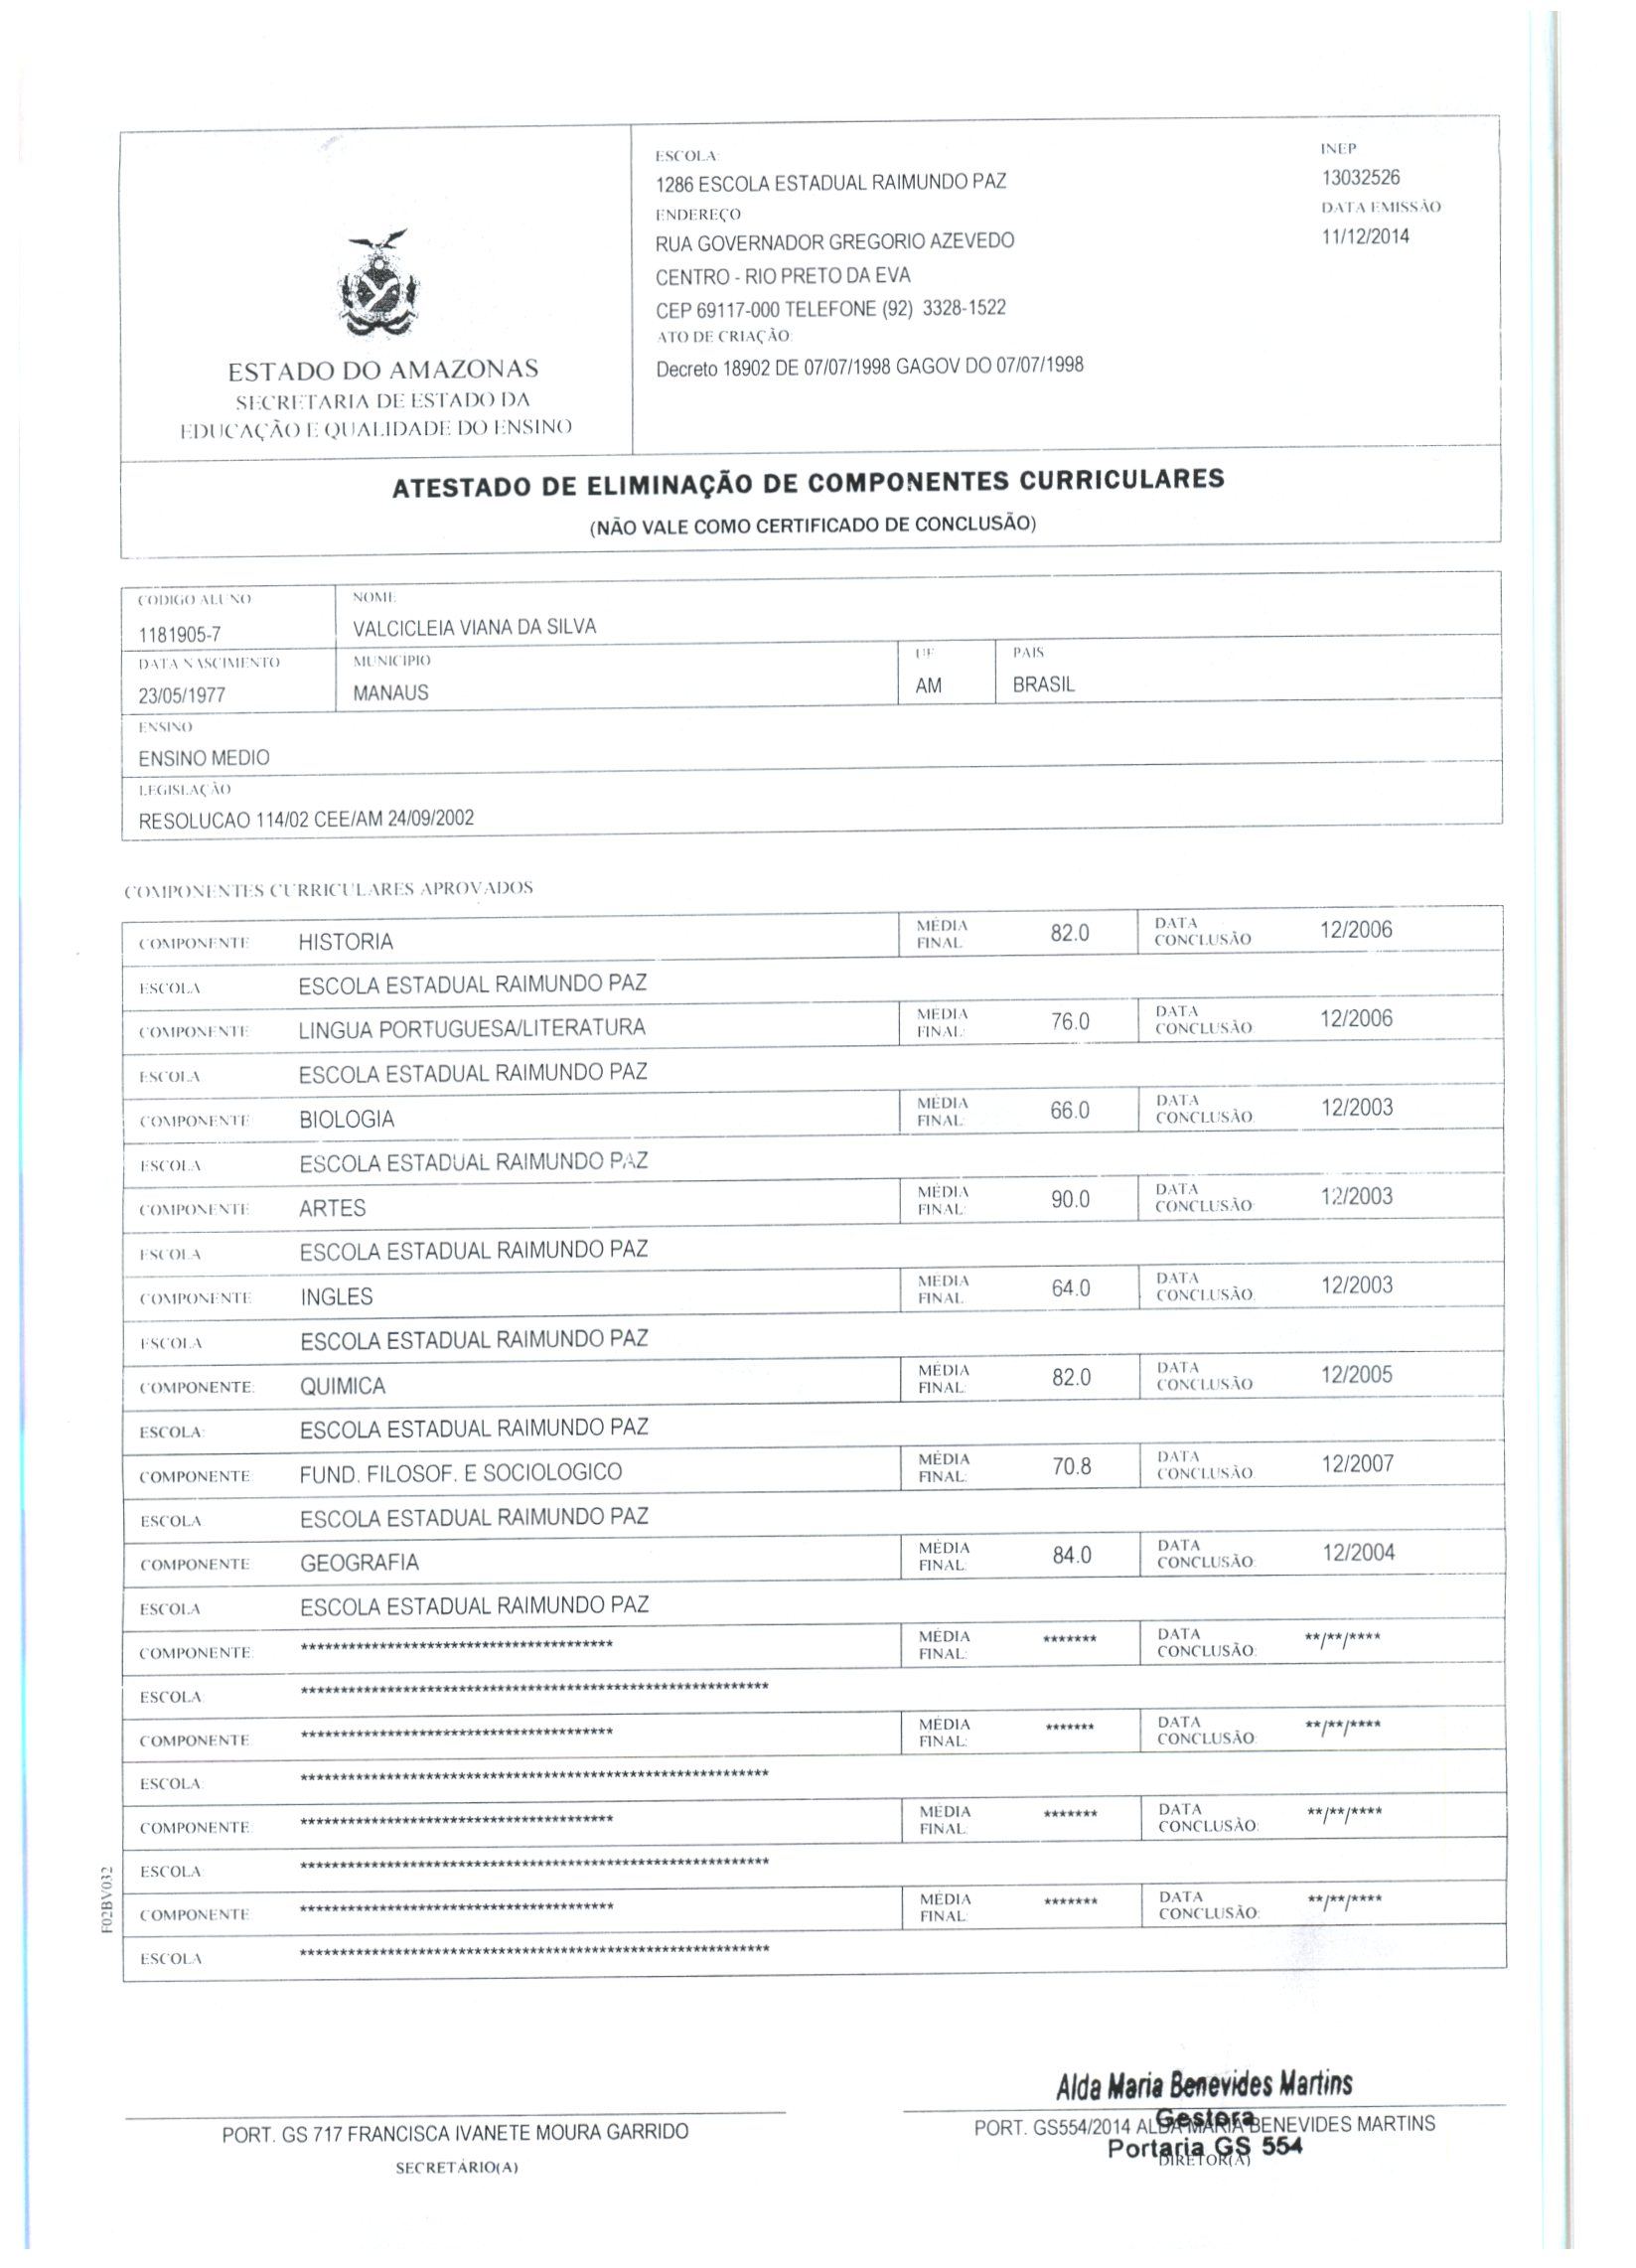 ESCOLA:
1286 ESCOLA ESTADUAL RAIMUNDO PAZ
ENDEREÇO
RUA GOVERNADOR GREGORIO AZEVEDO
CENTRO - RIO PRETO DA EVA
CEP 69117-000 TELEFONE (92) 3328-1522
ATO DE CRIAÇÃO:
Decreto 18902 DE 07/07/1998 GAGOV DO 07/07/1998
INEP
13032526
DATA EMISSÃO
11/12/2014
ESTADO DO AMAZONAS
SECRETARIA DE ESTADO DA
EDUCAÇÃO E QUALIDADE DO ENSINO
ATESTADO DE ELIMINAÇÃO DE COMPONENTES CURRICULARES
(NÃO VALE COMO CERTIFICADO DE CONCLUSÃO)
CODIGO ALUNO NOME
1181905-7 VALCICLEIA VIANA DA SILVA
DATA NASCIMENTO MUNICIPIO UF PAIS
23/05/1977 MANAUS AM BRASIL
ENSINO
ENSINO MEDIO
LEGISLAÇÃO
RESOLUCAO 114/02 CEE/AM 24/09/2002
COMPONENTES CURRICULARES APROVADOS
COMPONENTE HISTORIA MÉDIA FINAL 82.0 DATA CONCLUSÃO 12/2006
ESCOLA ESCOLA ESTADUAL RAIMUNDO PAZ
COMPONENTE LINGUA PORTUGUESA/LITERATURA MÉDIA FINAL: 76.0 DATA CONCLUSÃO 12/2006
ESCOLA ESCOLA ESTADUAL RAIMUNDO PAZ
COMPONENTE BIOLOGIA MÉDIA FINAL 66.0 DATA CONCLUSÃO 12/2003
ESCOLA ESCOLA ESTADUAL RAIMUNDO PAZ
COMPONENTE ARTES MÉDIA FINAL: 90.0 DATA CONCLUSÃO 12/2003
ESCOLA ESCOLA ESTADUAL RAIMUNDO PAZ
COMPONENTE INGLES MÉDIA FINAL 64.0 DATA CONCLUSÃO 12/2003
ESCOLA ESCOLA ESTADUAL RAIMUNDO PAZ
COMPONENTE: QUIMICA MÉDIA FINAL 82.0 DATA CONCLUSÃO 12/2005
ESCOLA: ESCOLA ESTADUAL RAIMUNDO PAZ
COMPONENTE FUND. FILOSOF. E SOCIOLOGICO MÉDIA FINAL: 70.8 DATA CONCLUSÃO 12/2007
ESCOLA ESCOLA ESTADUAL RAIMUNDO PAZ
COMPONENTE GEOGRAFIA MÉDIA FINAL: 84.0 DATA CONCLUSÃO: 12/2004
ESCOLA ESCOLA ESTADUAL RAIMUNDO PAZ
COMPONENTE **************************************** MÉDIA FINAL: ******* DATA CONCLUSÃO: **/**/****
ESCOLA ************************************************************
COMPONENTE **************************************** MÉDIA FINAL: ******* DATA CONCLUSÃO: **/**/****
ESCOLA ************************************************************
COMPONENTE **************************************** MÉDIA FINAL: ******* DATA CONCLUSÃO: **/**/****
ESCOLA ************************************************************
COMPONENTE **************************************** MÉDIA FINAL: ******* DATA CONCLUSÃO: **/**/****
ESCOLA ************************************************************
F02BV032
PORT. GS 717 FRANCISCA IVANETE MOURA GARRIDO
SECRETÁRIO(A)
Alda Maria Benevides Martins
Gestora
PORT. GS554/2014 ALDA MARIA BENEVIDES MARTINS
Portaria GS 554
DIRETOR(A)